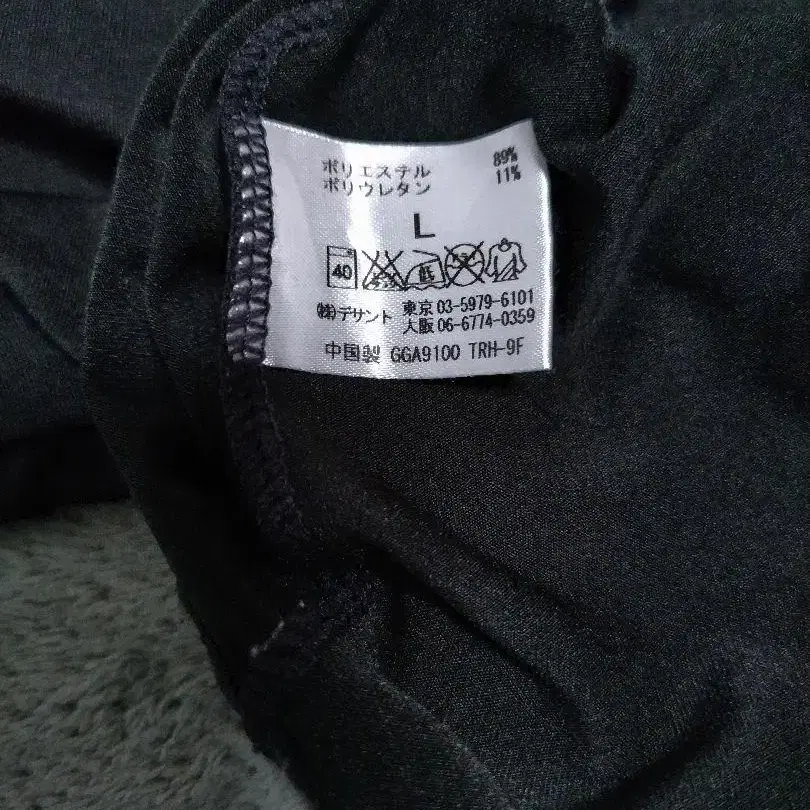 ポリエステル 89%
ポリウレタン 11%
L
40 低
㈱デサント 東京 03-5979-6101
大阪 06-6774-0359
中国製 GGA9100 TRH-9F